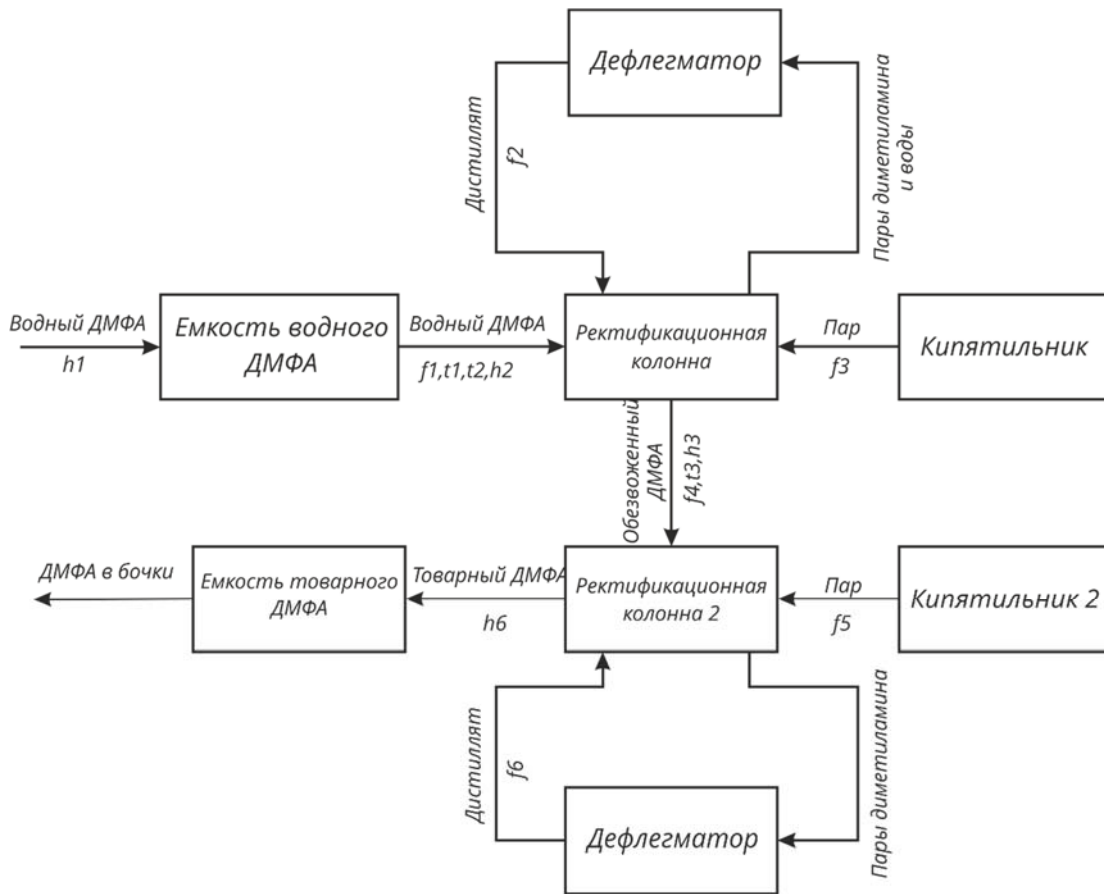 Дефлегматор
Дистиллят
f2
Пары диметиламина
и воды
Водный ДМФА
h1
Емкость водного
ДМФА
Водный ДМФА
f1,t1,t2,h2
Ректификационная
колонна
Пар
f3
Кипятильник
Обезвоженный
ДМФА
f4,t3,h3
ДМФА в бочки
Емкость товарного
ДМФА
Товарный ДМФА
h6
Ректификационная
колонна 2
Пар
f5
Кипятильник 2
Дистиллят
f6
Дефлегматор
Пары диметиламина